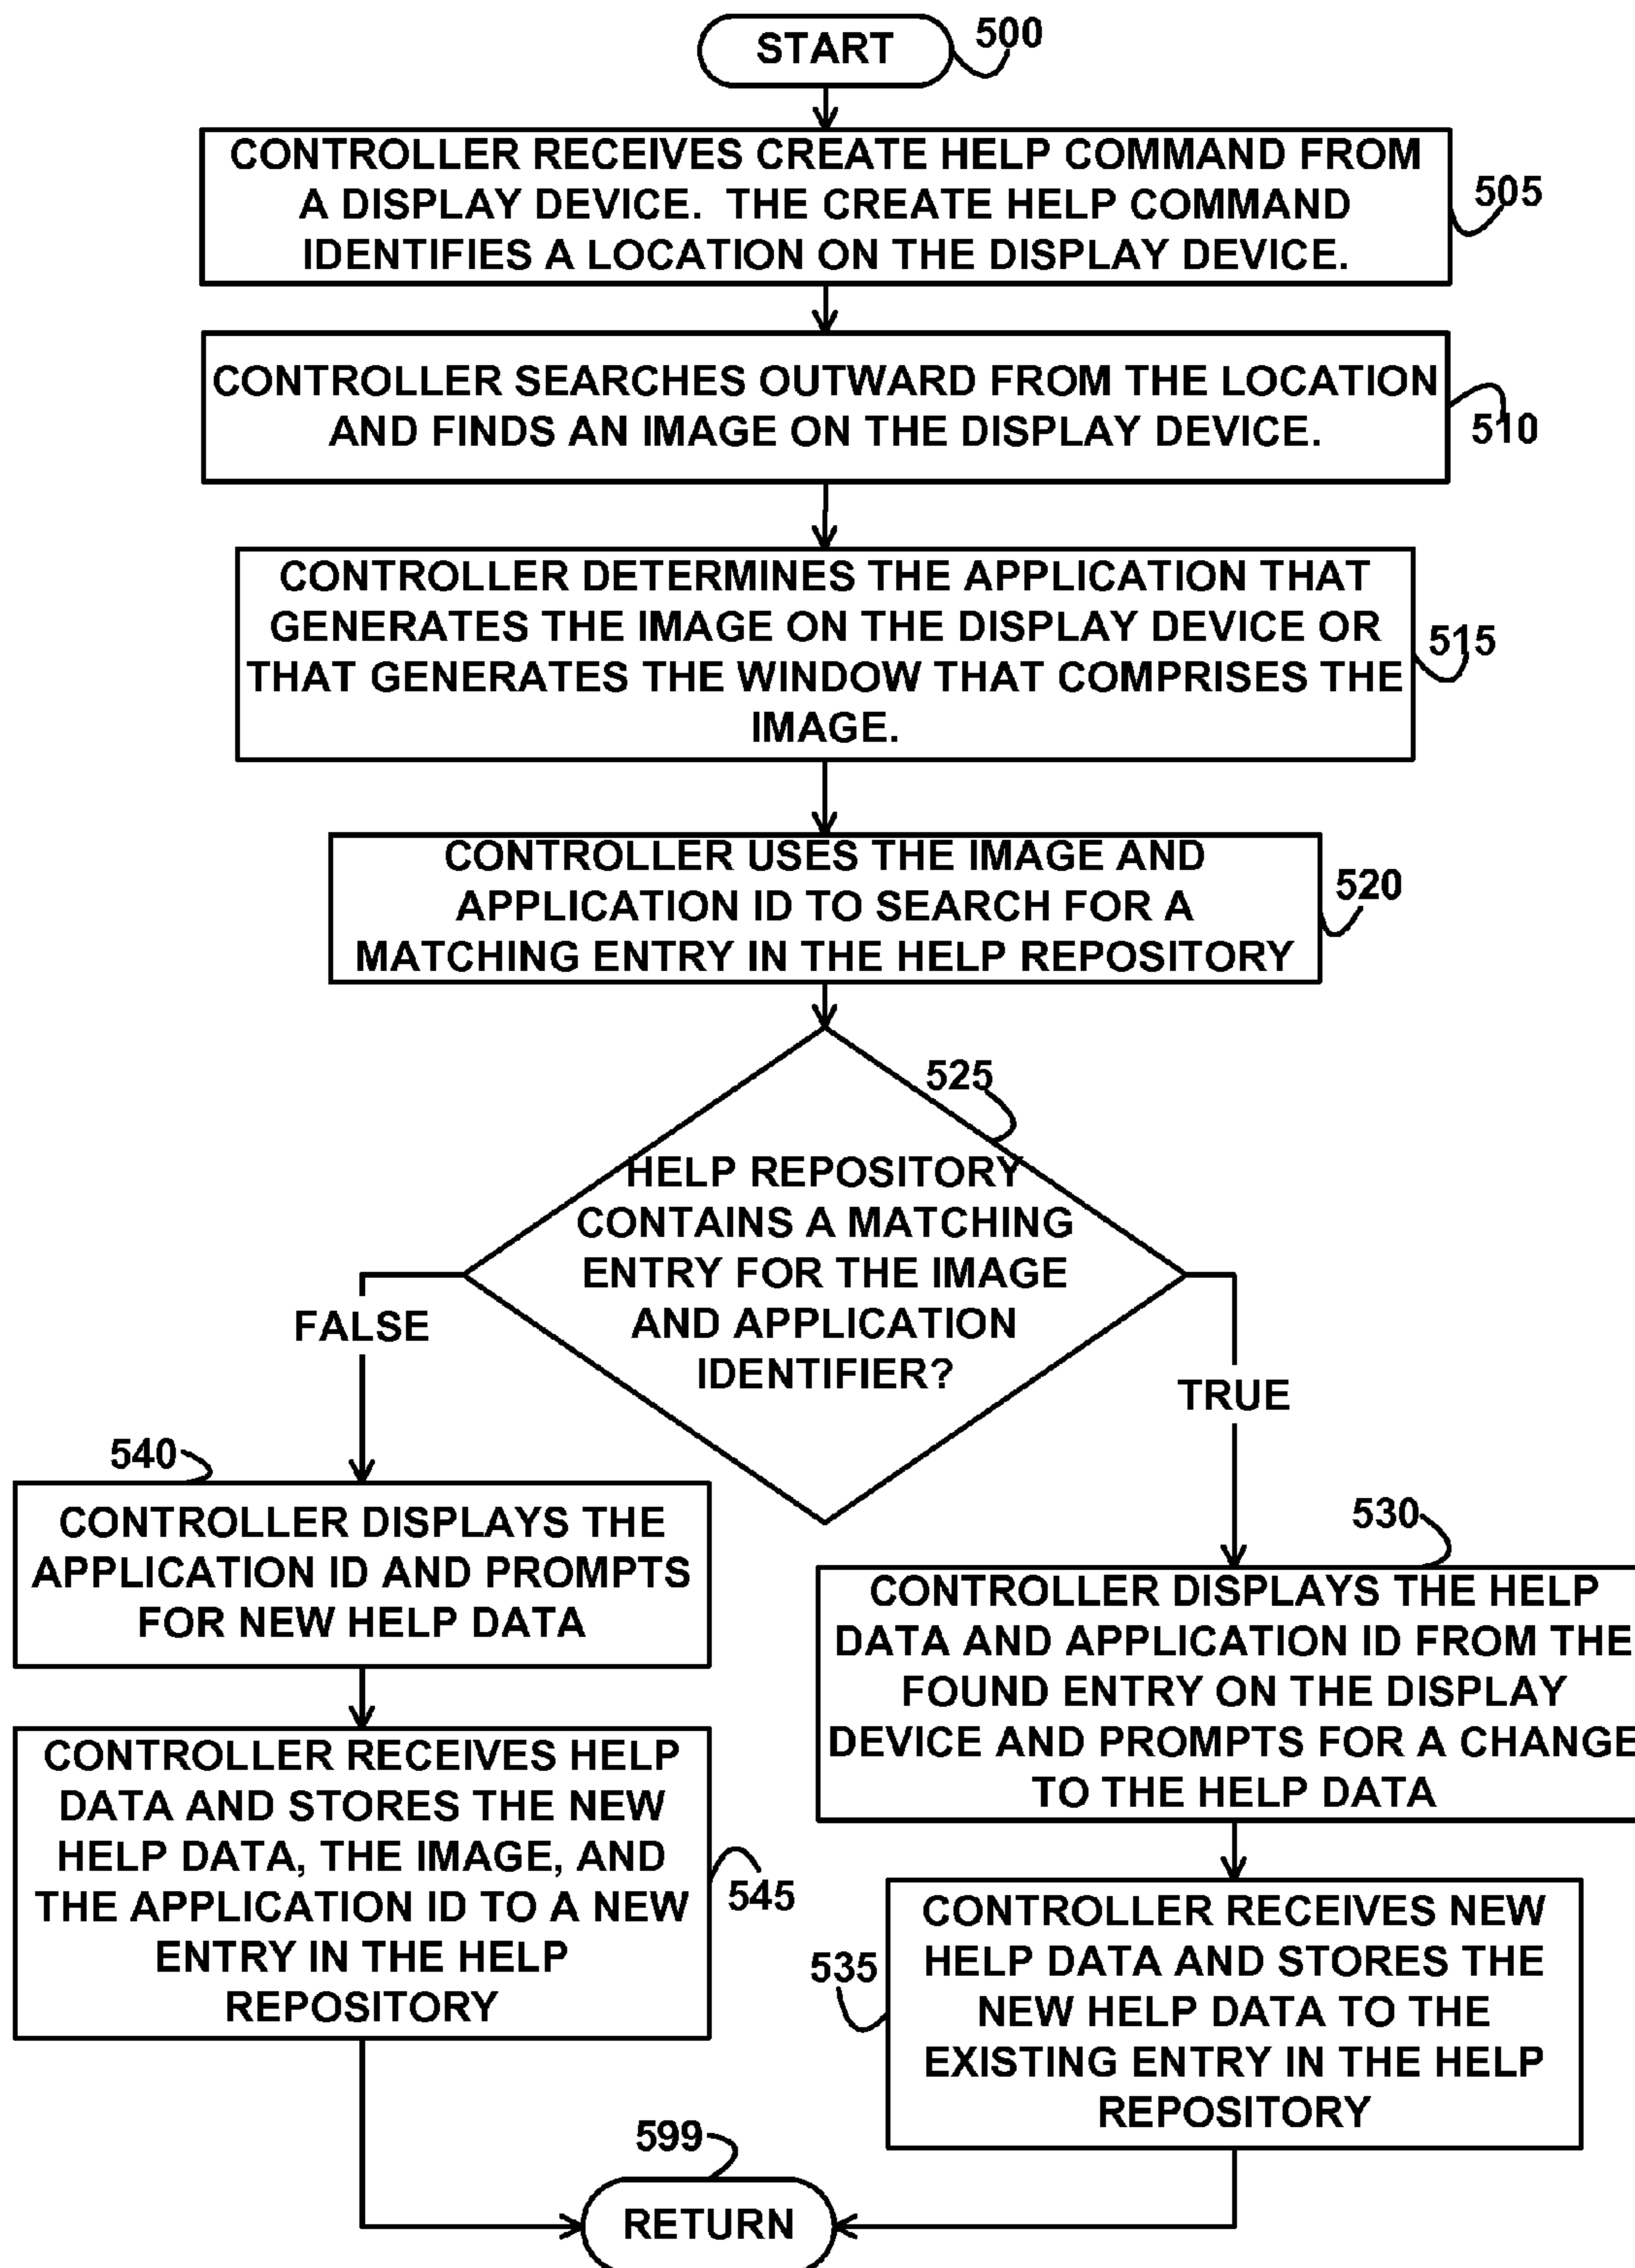 START
500
CONTROLLER RECEIVES CREATE HELP COMMAND FROM
A DISPLAY DEVICE. THE CREATE HELP COMMAND
IDENTIFIES A LOCATION ON THE DISPLAY DEVICE.
505
CONTROLLER SEARCHES OUTWARD FROM THE LOCATION
AND FINDS AN IMAGE ON THE DISPLAY DEVICE.
510
CONTROLLER DETERMINES THE APPLICATION THAT
GENERATES THE IMAGE ON THE DISPLAY DEVICE OR
THAT GENERATES THE WINDOW THAT COMPRISES THE
IMAGE.
515
CONTROLLER USES THE IMAGE AND
APPLICATION ID TO SEARCH FOR A
MATCHING ENTRY IN THE HELP REPOSITORY
520
525
HELP REPOSITORY
CONTAINS A MATCHING
ENTRY FOR THE IMAGE
AND APPLICATION
IDENTIFIER?
FALSE
TRUE
540
CONTROLLER DISPLAYS THE
APPLICATION ID AND PROMPTS
FOR NEW HELP DATA
530
CONTROLLER DISPLAYS THE HELP
DATA AND APPLICATION ID FROM THE
FOUND ENTRY ON THE DISPLAY
DEVICE AND PROMPTS FOR A CHANGE
TO THE HELP DATA
CONTROLLER RECEIVES HELP
DATA AND STORES THE NEW
HELP DATA, THE IMAGE, AND
THE APPLICATION ID TO A NEW
ENTRY IN THE HELP
REPOSITORY
545
535
CONTROLLER RECEIVES NEW
HELP DATA AND STORES THE
NEW HELP DATA TO THE
EXISTING ENTRY IN THE HELP
REPOSITORY
599
RETURN